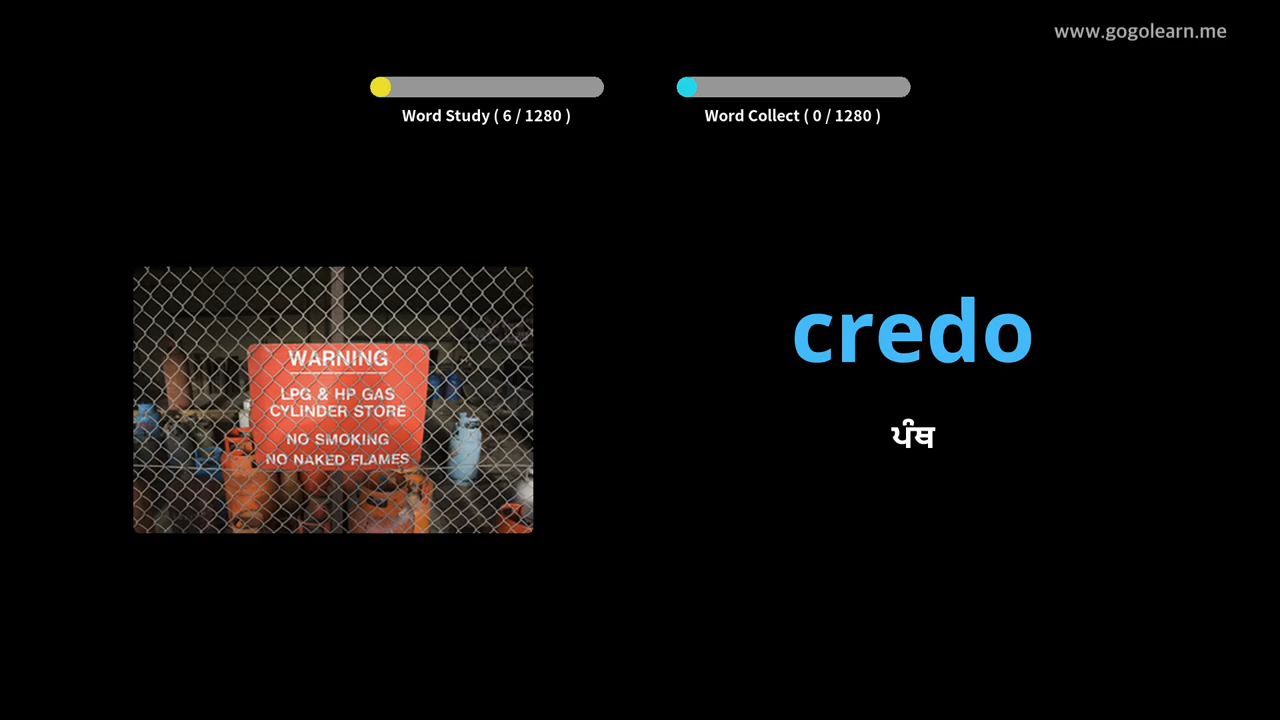 www.gogolearn.me
Word Study ( 6 / 1280 )
Word Collect ( 0 / 1280 )
WARNING
LPG & HP GAS
CYLINDER STORE
NO SMOKING
NO NAKED FLAMES
credo
ਪੰਥ